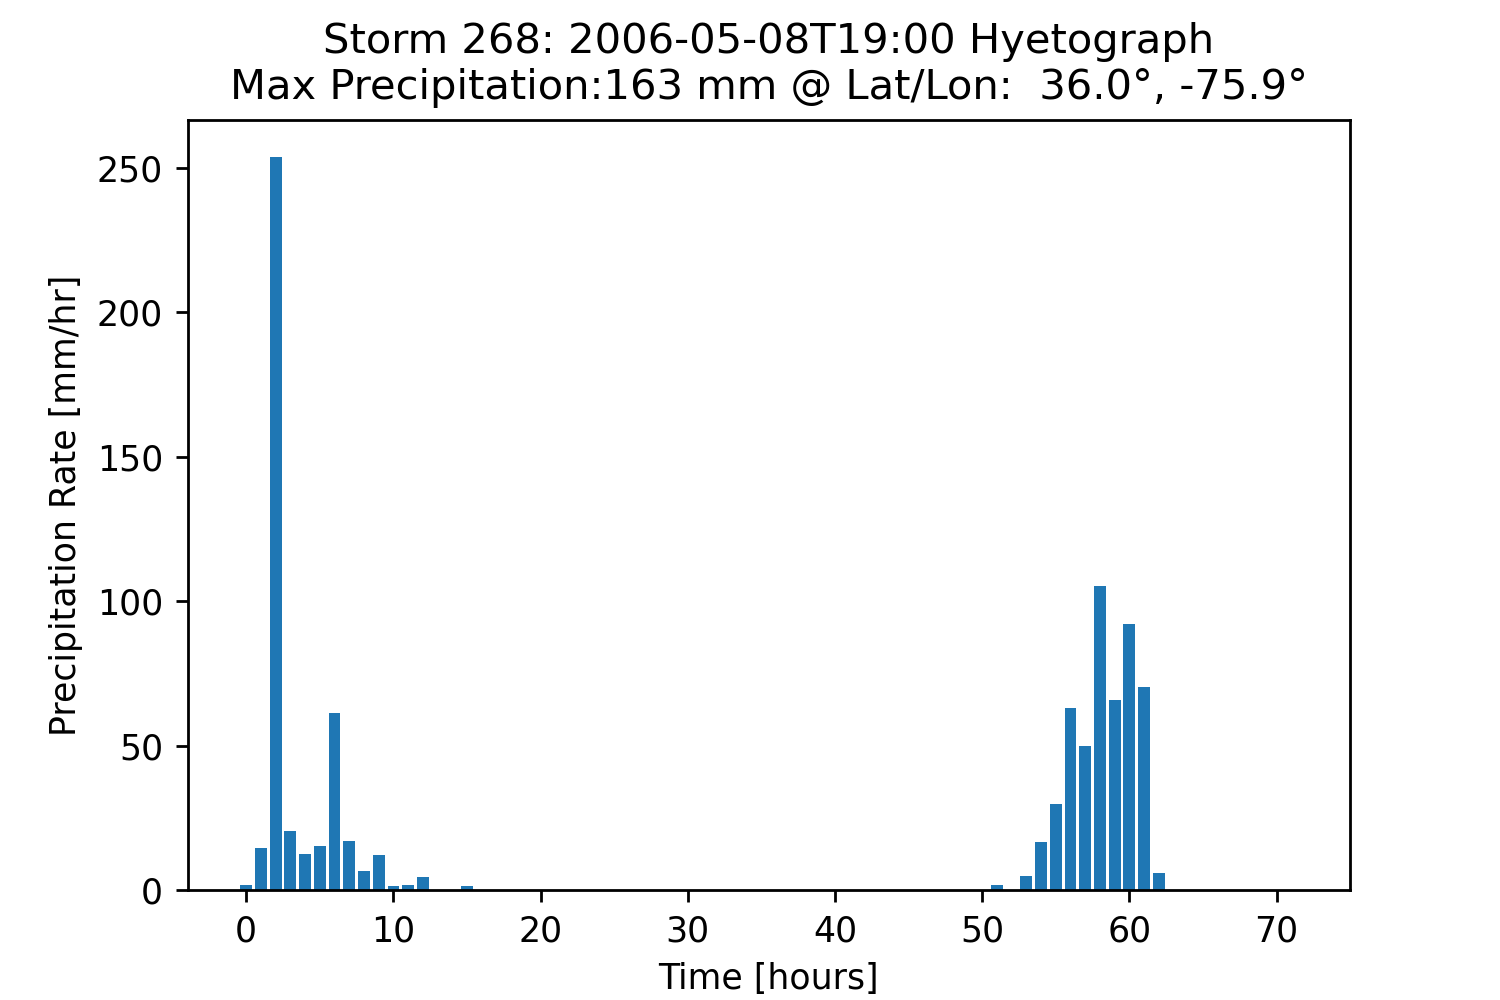 Storm 268: 2006-05-08T19:00 Hyetograph
Max Precipitation:163 mm @ Lat/Lon:  36.0°, -75.9°
250
200
150
100
50
0
Precipitation Rate [mm/hr]
0 10 20 30 40 50 60 70
Time [hours]